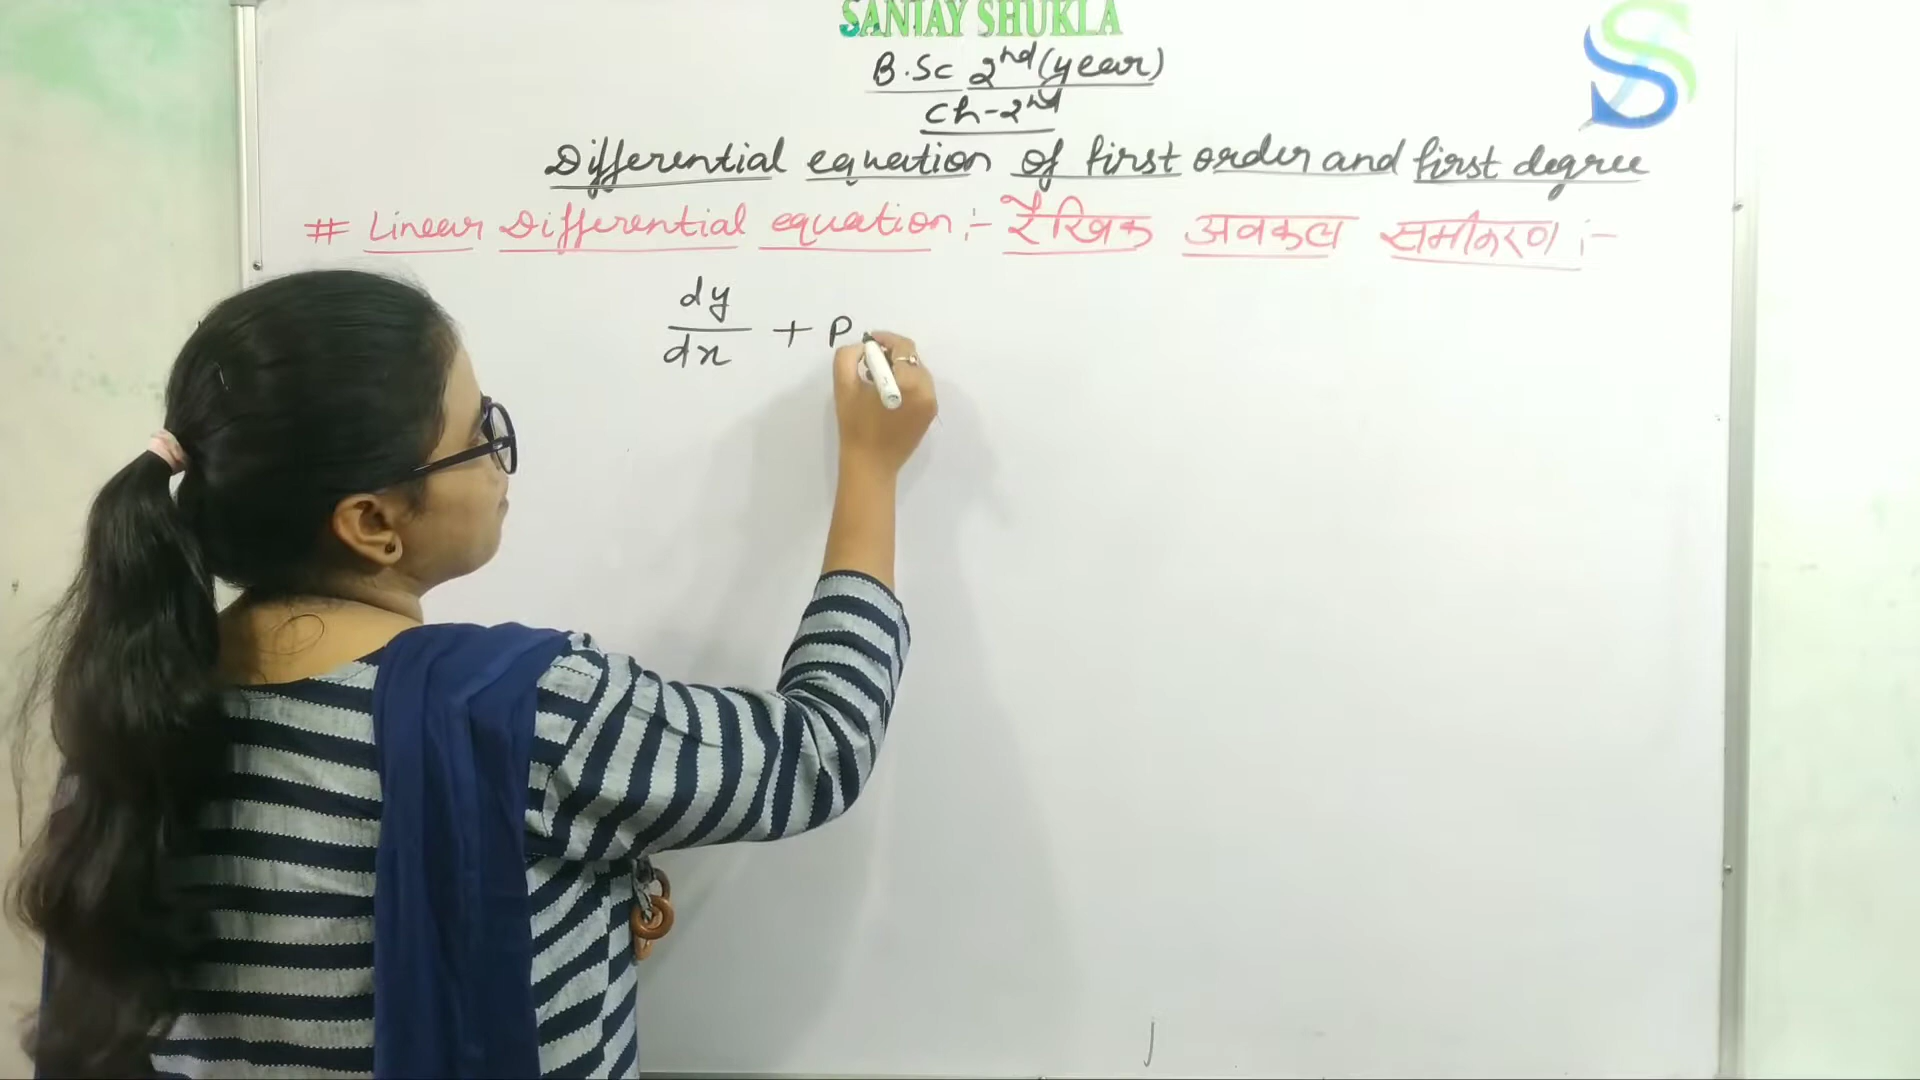 SANJAY SHUKLA
B.Sc 2nd (year)
Ch-2nd
Differential equation of first order and first degree
# Linear Differential equation :- रैखिक अवकल समीकरण :-
dy
dx + P